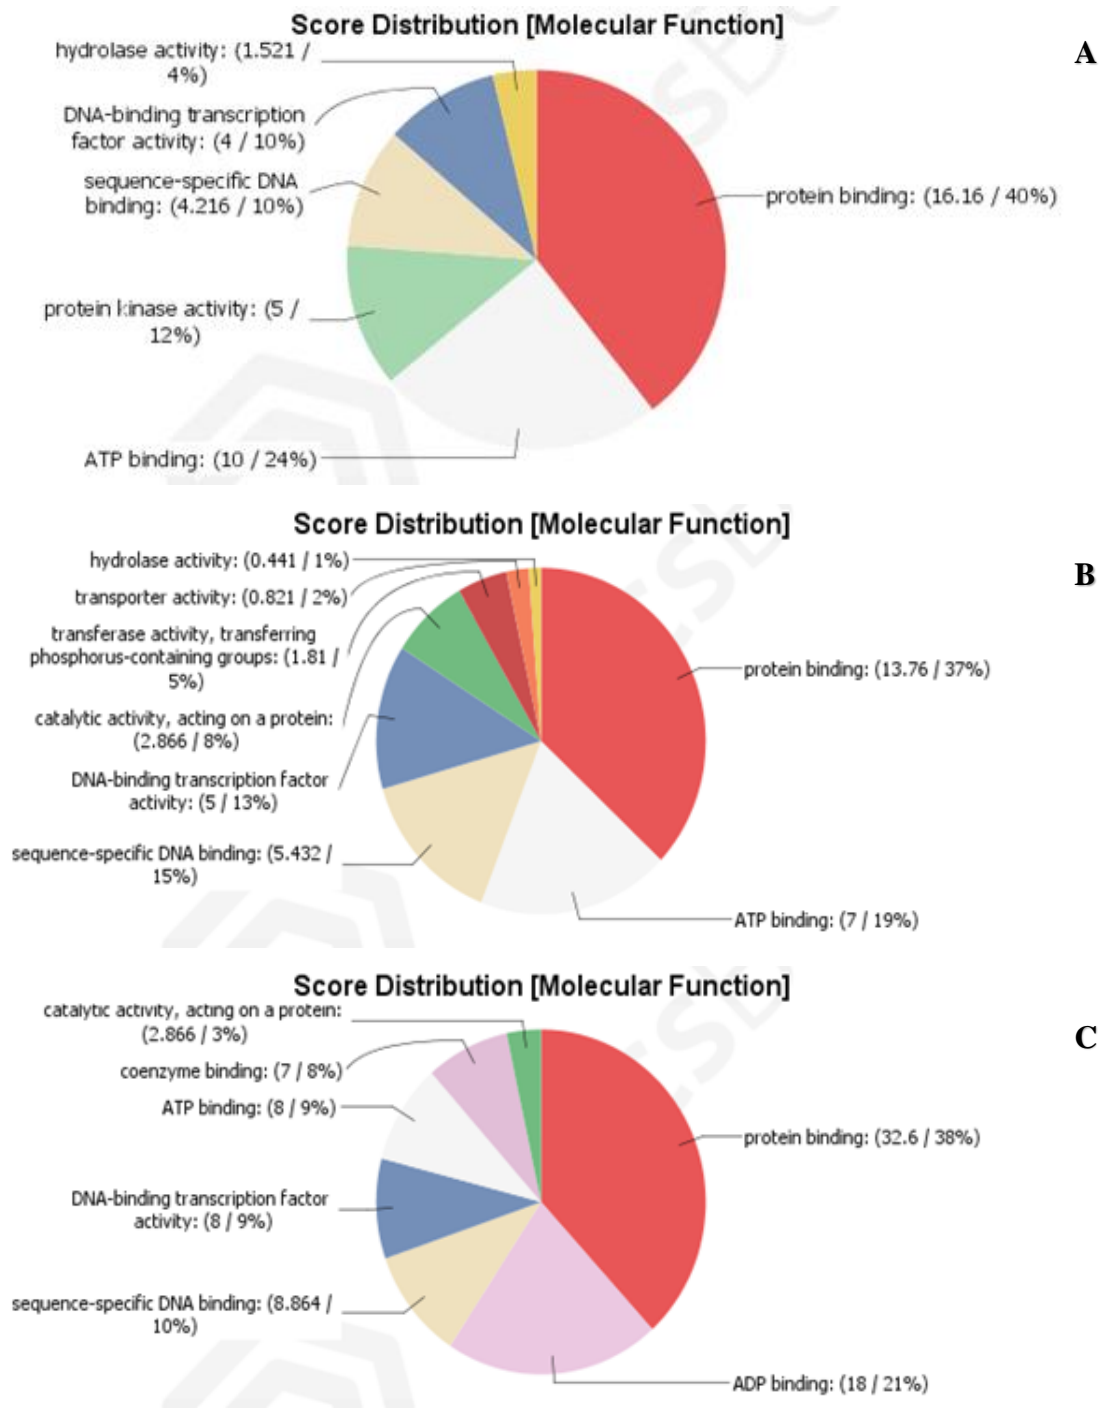 Score Distribution [Molecular Function]
A
hydrolase activity: (1.521 /
4%)
DNA-binding transcription
factor activity: (4 / 10%)
sequence-specific DNA
binding: (4.216 / 10%)
protein binding: (16.16 / 40%)
protein kinase activity: (5 /
12%)
ATP binding: (10 / 24%)
Score Distribution [Molecular Function]
B
hydrolase activity: (0.441 / 1%)
transporter activity: (0.821 / 2%)
transferase activity, transferring
phosphorus-containing groups: (1.81 /
5%)
protein binding: (13.76 / 37%)
catalytic activity, acting on a protein:
(2.866 / 8%)
DNA-binding transcription factor
activity: (5 / 13%)
sequence-specific DNA binding: (5.432 /
15%)
ATP binding: (7 / 19%)
Score Distribution [Molecular Function]
C
catalytic activity, acting on a protein:
(2.866 / 3%)
coenzyme binding: (7 / 8%)
ATP binding: (8 / 9%)
protein binding: (32.6 / 38%)
DNA-binding transcription factor
activity: (8 / 9%)
sequence-specific DNA binding: (8.864 /
10%)
ADP binding: (18 / 21%)